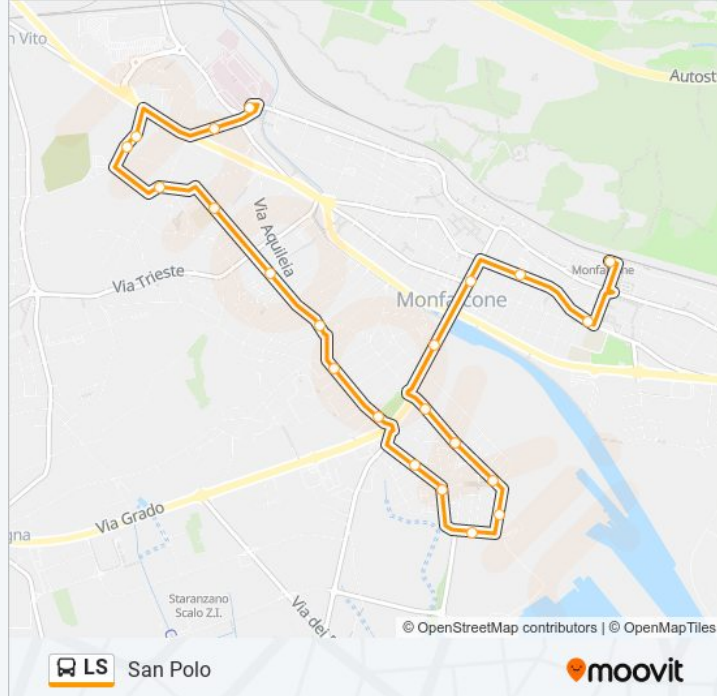 n Vito
Autost
Via Aquileia
Via Trieste
Monfalcone
Monfalcone
Via Grado
gna
Staranzano
Scalo Z.I.
Via del
© OpenStreetMap contributors | © OpenMapTiles
LS San Polo
moovit